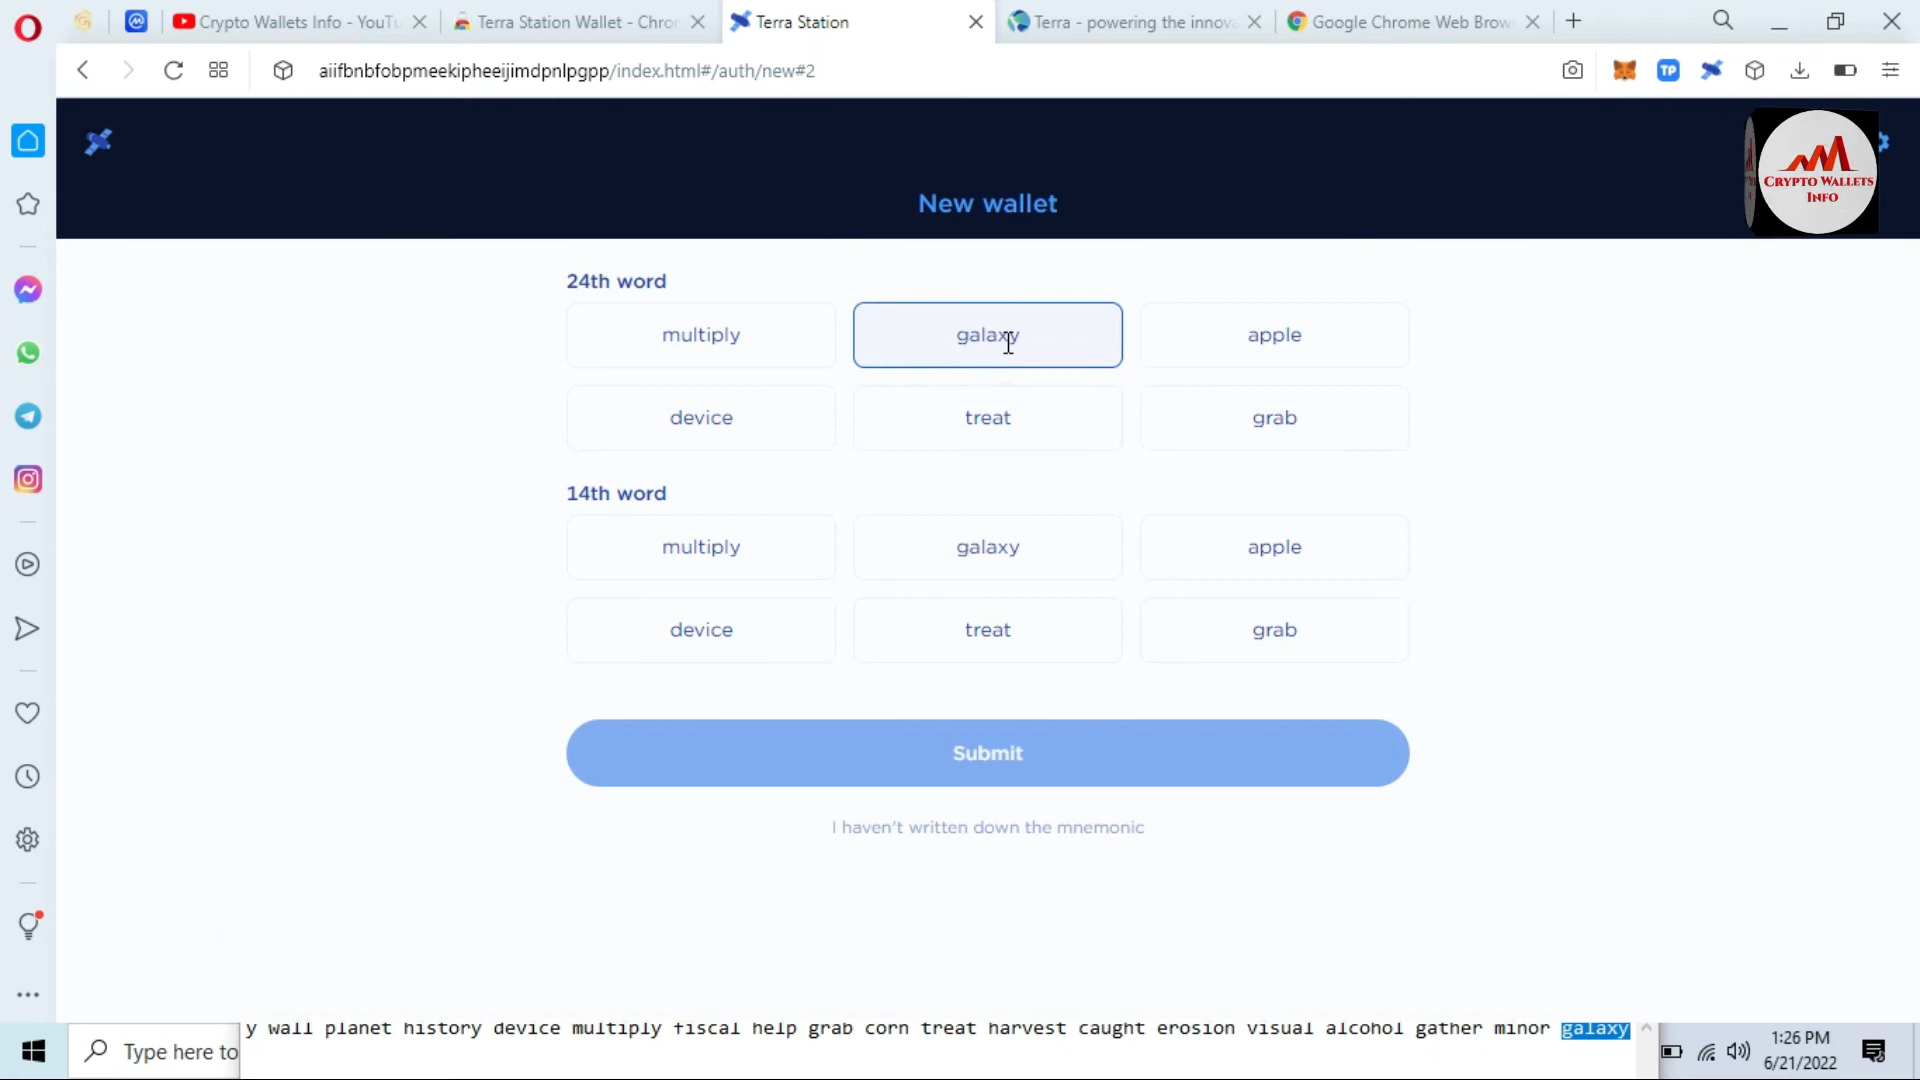 Crypto Wallets Info - YouTu
Terra Station Wallet - Chror
Terra Station
Terra - powering the innova
Google Chrome Web Brow
aiifbnbfobpmeekipheeijimdpnlpgpp/index.html#/auth/new#2
TP
CRYPTO WALLETS
INFO
New wallet
24th word
multiply galaxy apple
device treat grab
14th word
multiply galaxy apple
device treat grab
Submit
I haven't written down the mnemonic
y wall planet history device multiply fiscal help grab corn treat harvest caught erosion visual alcohol gather minor galaxy
Type here to
1:26 PM
6/21/2022